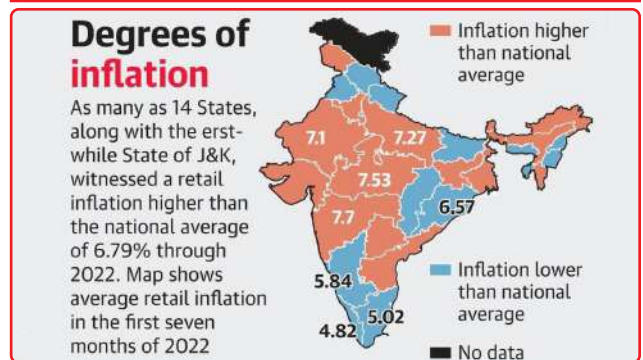 Degrees of
inflation
As many as 14 States,
along with the erst-
while State of J&K,
witnessed a retail
inflation higher than
the national average
of 6.79% through
2022. Map shows
average retail inflation
in the first seven
months of 2022
Inflation higher
than national
average
7.1
7.27
7.53
6.57
7.7
5.84
5.02
4.82
Inflation lower
than national
average
No data